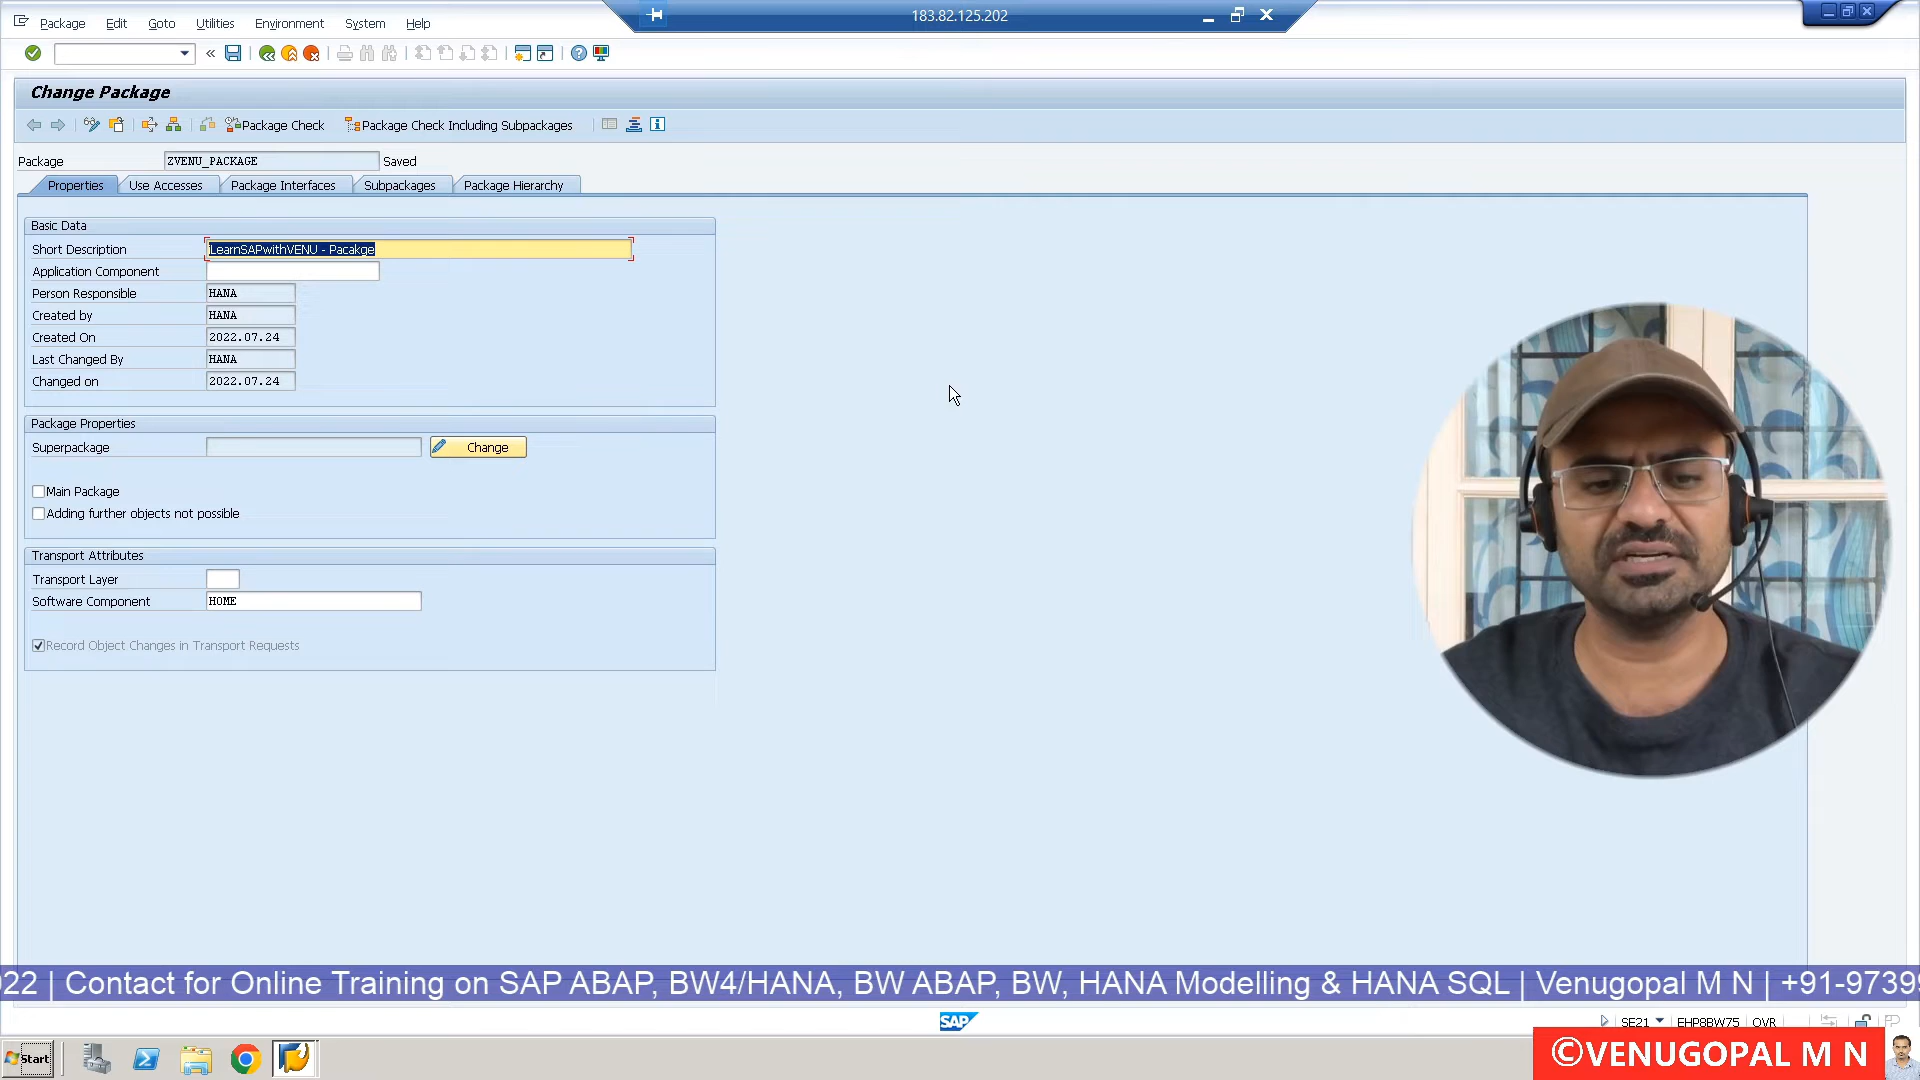 Package Edit Goto Utilities Environment System Help
183.82.125.202
Change Package
Package Check Package Check Including Subpackages
Package ZVENU_PACKAGE Saved
Properties Use Accesses Package Interfaces Subpackages Package Hierarchy
Basic Data
Short Description LearnSAPwithVENU - Pacakge
Application Component
Person Responsible HANA
Created by HANA
Created On 2022.07.24
Last Changed By HANA
Changed on 2022.07.24
Package Properties
Superpackage Change
Main Package
Adding further objects not possible
Transport Attributes
Transport Layer
Software Component HOME
Record Object Changes in Transport Requests
022 | Contact for Online Training on SAP ABAP, BW4/HANA, BW ABAP, BW, HANA Modelling & HANA SQL | Venugopal M N | +91-9739
SAP
SE21 EHP8BW75 OVR
Start
©VENUGOPAL M N